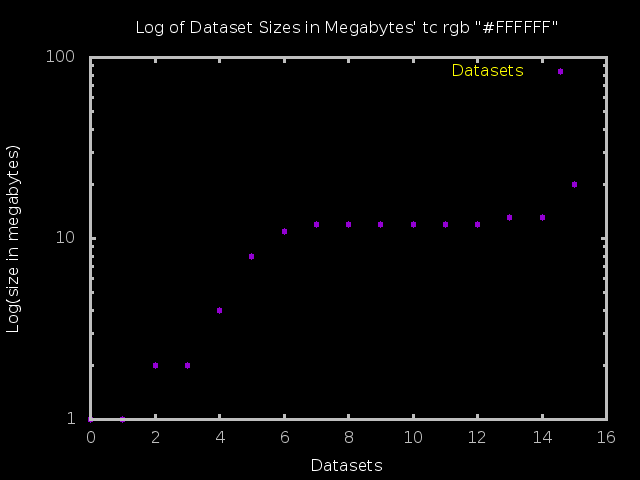 Log of Dataset Sizes in Megabytes' tc rgb "#FFFFFF"
100
Datasets
10
Log(size in megabytes)
1
0 2 4 6 8 10 12 14 16
Datasets